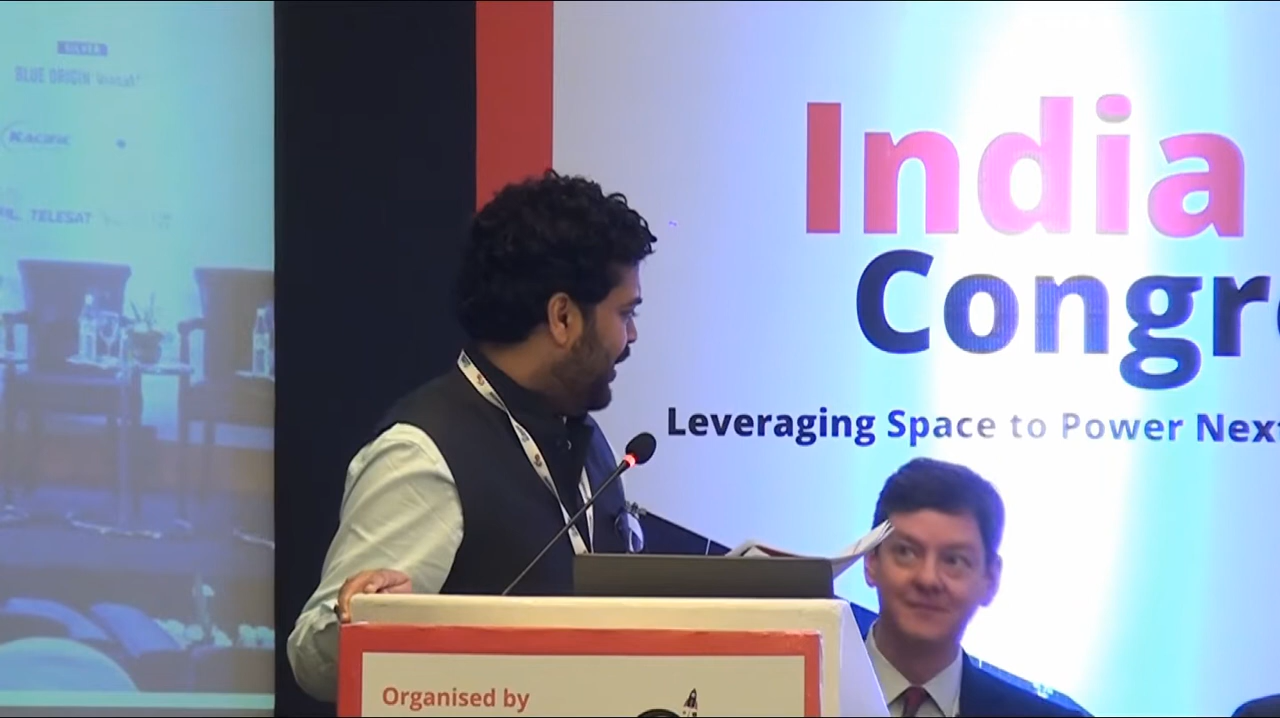 SILVER
BLUE ORIGIN
Kacific
TELESAT
India
Congr
Leveraging Space to Power Next
Organised by